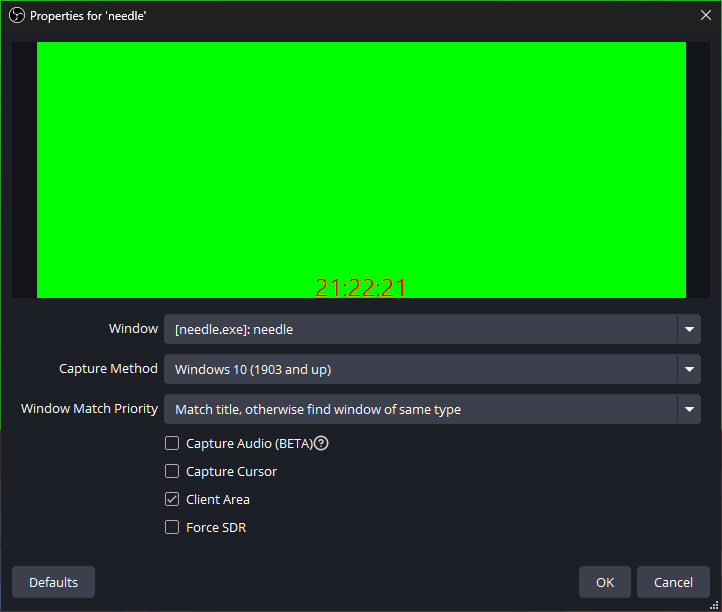 Properties for 'needle'
21:22:21
Window [needle.exe]: needle
Capture Method Windows 10 (1903 and up)
Window Match Priority Match title, otherwise find window of same type
Capture Audio (BETA) ?
Capture Cursor
Client Area
Force SDR
Defaults OK Cancel